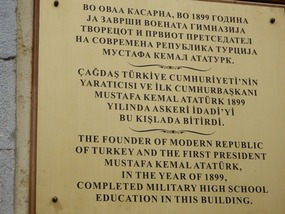 ВО ОВАА КАСАРНА, ВО 1899 ГОДИНА
ЈА ЗАВРШИ ВОЕНАТА ГИМНАЗИЈА
ТВОРЕЦОТ И ПРВИОТ ПРЕТСЕДАТЕЛ
НА СОВРЕМЕНА РЕПУБЛИКА ТУРЦИЈА
МУСТАФА КЕМАЛ АТАТУРК.
ÇAĞDAŞ TÜRKİYE CUMHURİYETİ'NİN
YARATICISI VE İLK CUMHURBAŞKANI
MUSTAFA KEMAL ATATÜRK 1899
YILINDA ASKERİ İDADİ'Yİ
BU KIŞLADA BİTİRDİ.
THE FOUNDER OF MODERN REPUBLIC
OF TURKEY AND THE FIRST PRESIDENT
MUSTAFA KEMAL ATATÜRK,
IN THE YEAR OF 1899,
COMPLETED MILITARY HIGH SCHOOL
EDUCATION IN THIS BUILDING.